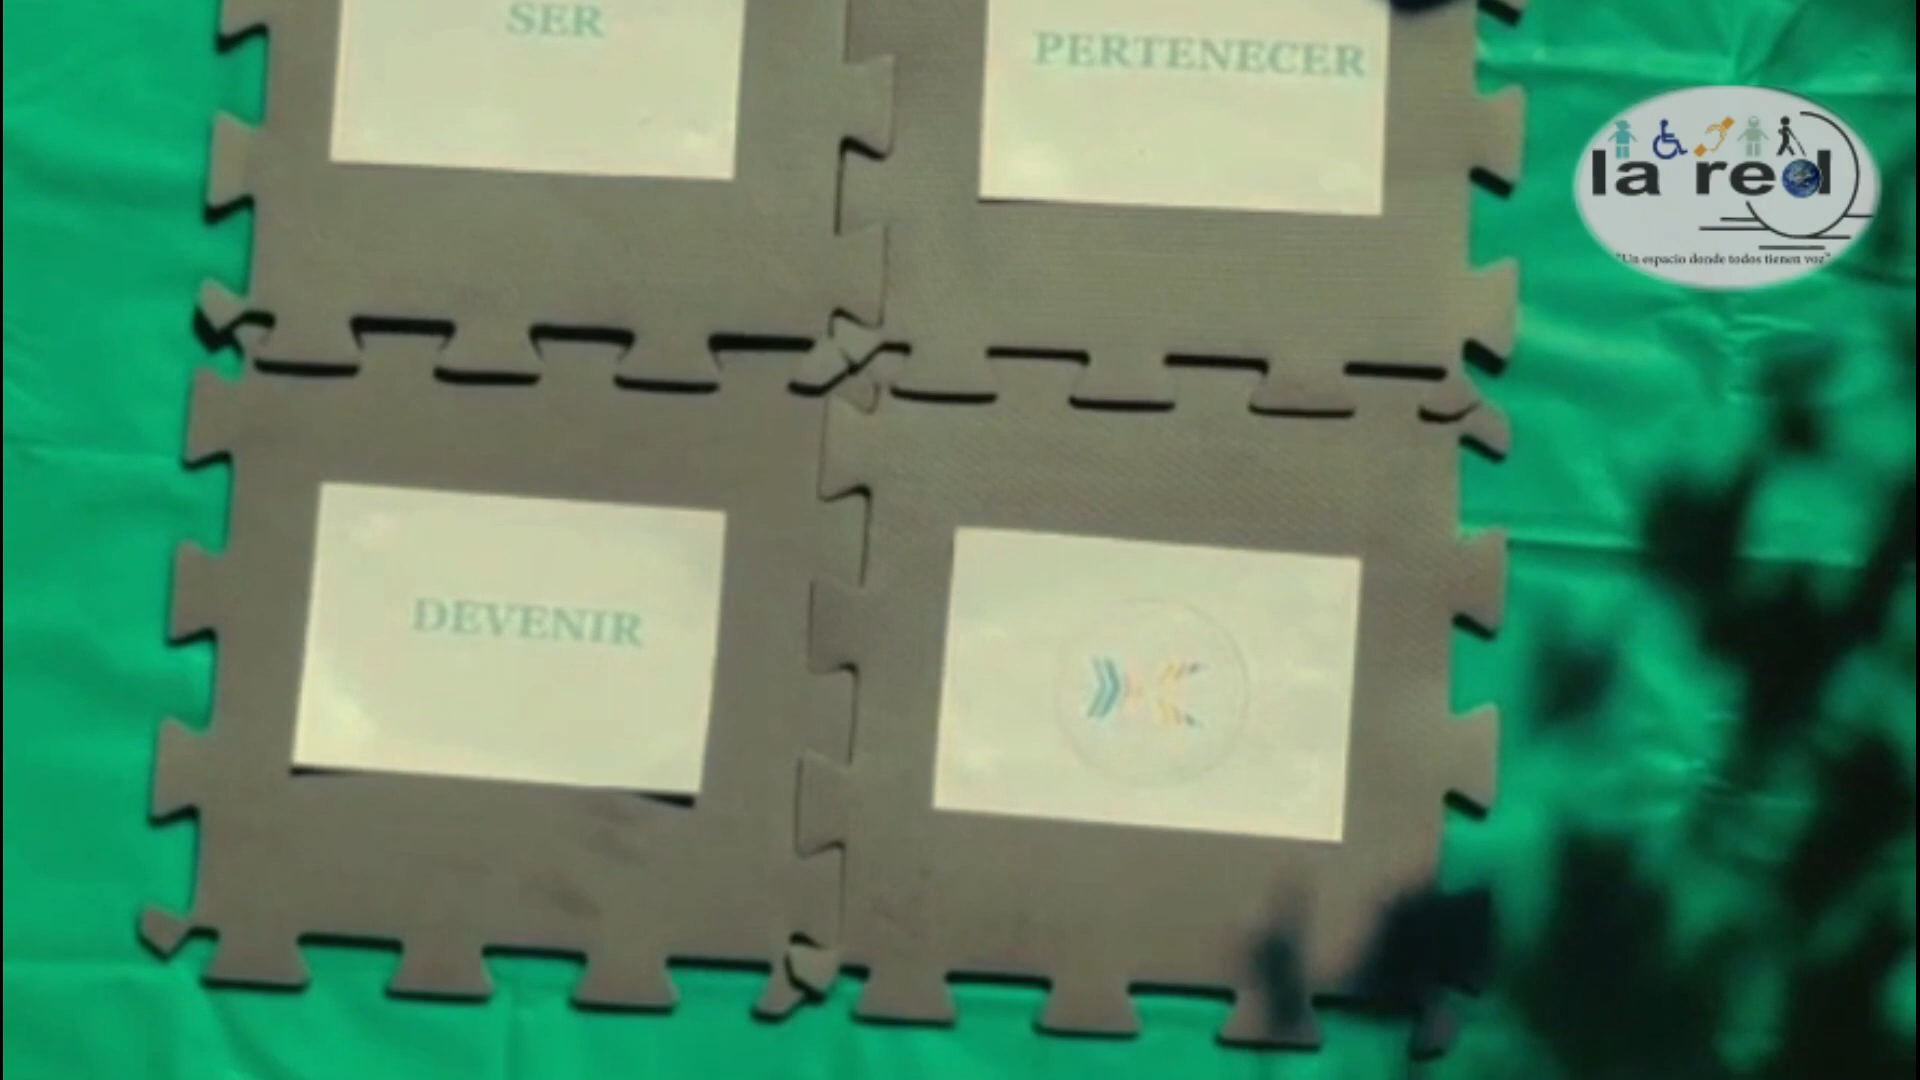 SER
PERTENECER
la red
"Un espacio donde todos tienen voz"
DEVENIR